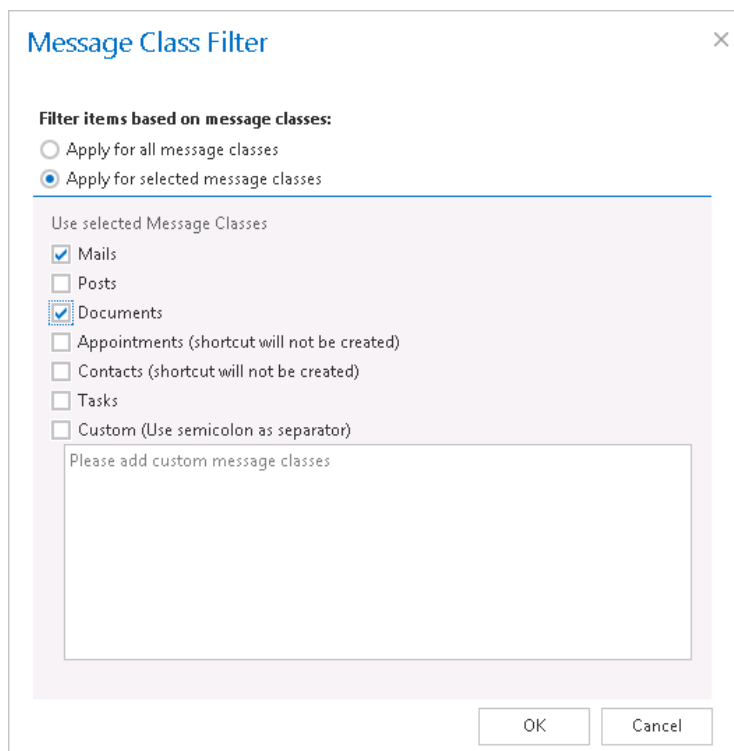 Message Class Filter
Filter items based on message classes:
Apply for all message classes
Apply for selected message classes
Use selected Message Classes
Mails
Posts
Documents
Appointments (shortcut will not be created)
Contacts (shortcut will not be created)
Tasks
Custom (Use semicolon as separator)
Please add custom message classes
OK Cancel